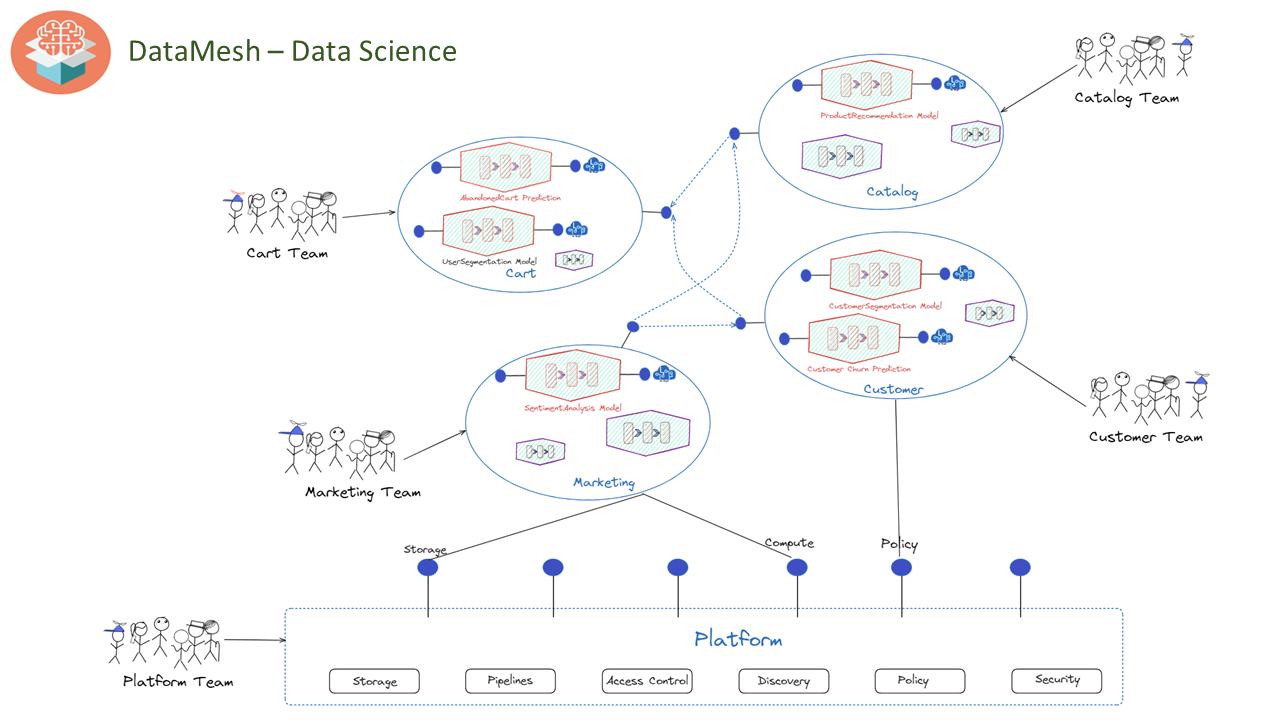 DataMesh – Data Science
Catalog Team
ProductRecommendation Model
Catalog
AbandonedCart Prediction
UserSegmentation Model
Cart
Cart Team
CustomerSegmentation Model
Customer Churn Prediction
Customer
Customer Team
SentimentAnalysis Model
Marketing
Marketing Team
Storage
Compute
Policy
Platform
Platform Team
Storage
Pipelines
Access Control
Discovery
Policy
Security